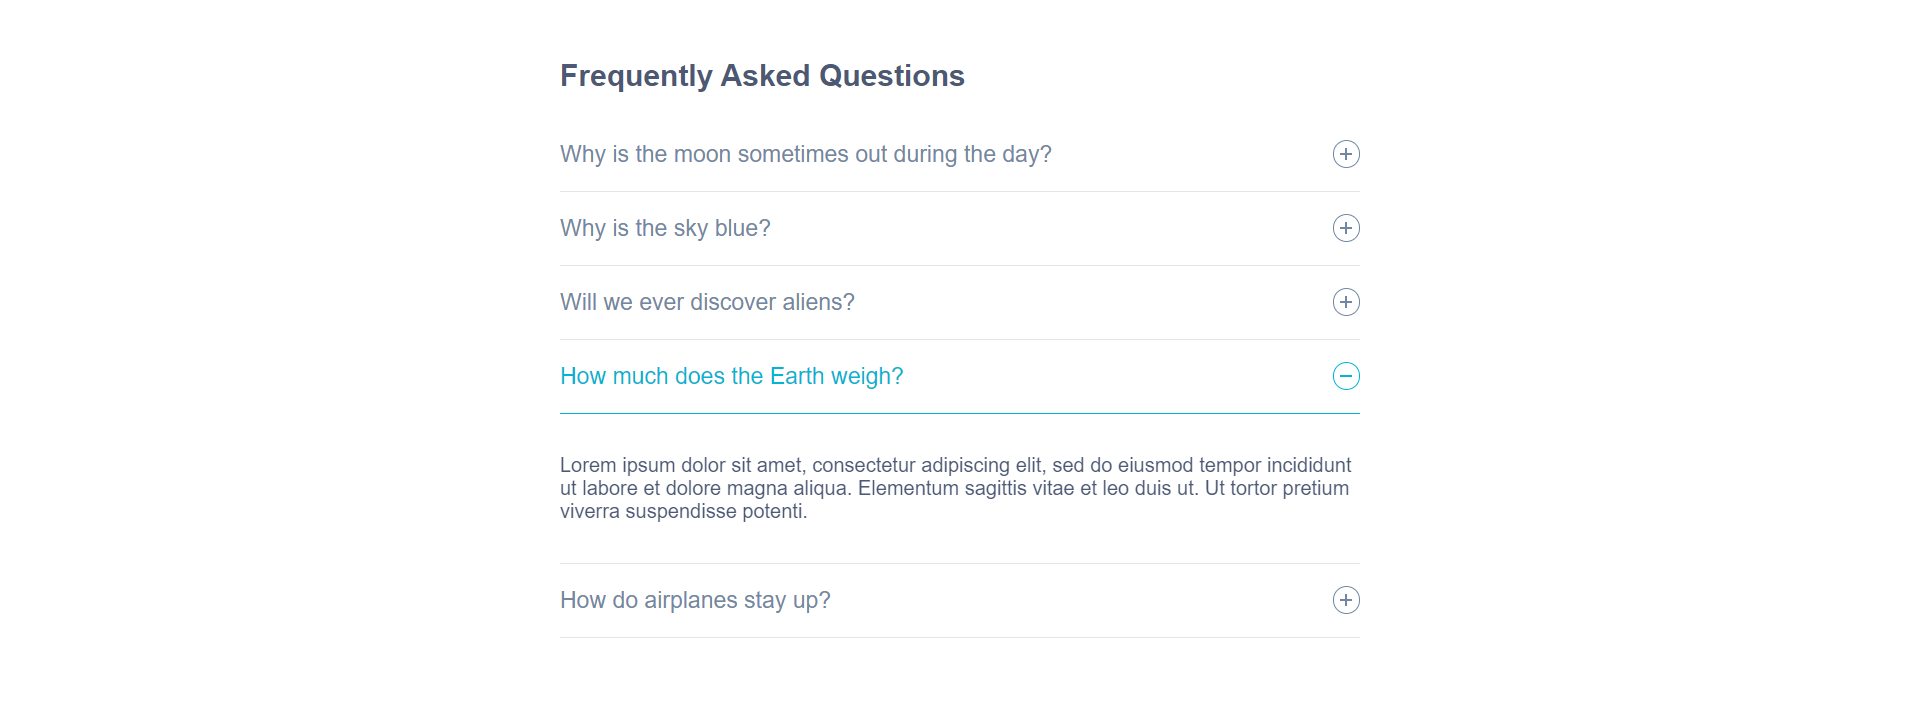 Frequently Asked Questions
Why is the moon sometimes out during the day?
Why is the sky blue?
Will we ever discover aliens?
How much does the Earth weigh?
Lorem ipsum dolor sit amet, consectetur adipiscing elit, sed do eiusmod tempor incididunt
ut labore et dolore magna aliqua. Elementum sagittis vitae et leo duis ut. Ut tortor pretium
viverra suspendisse potenti.
How do airplanes stay up?